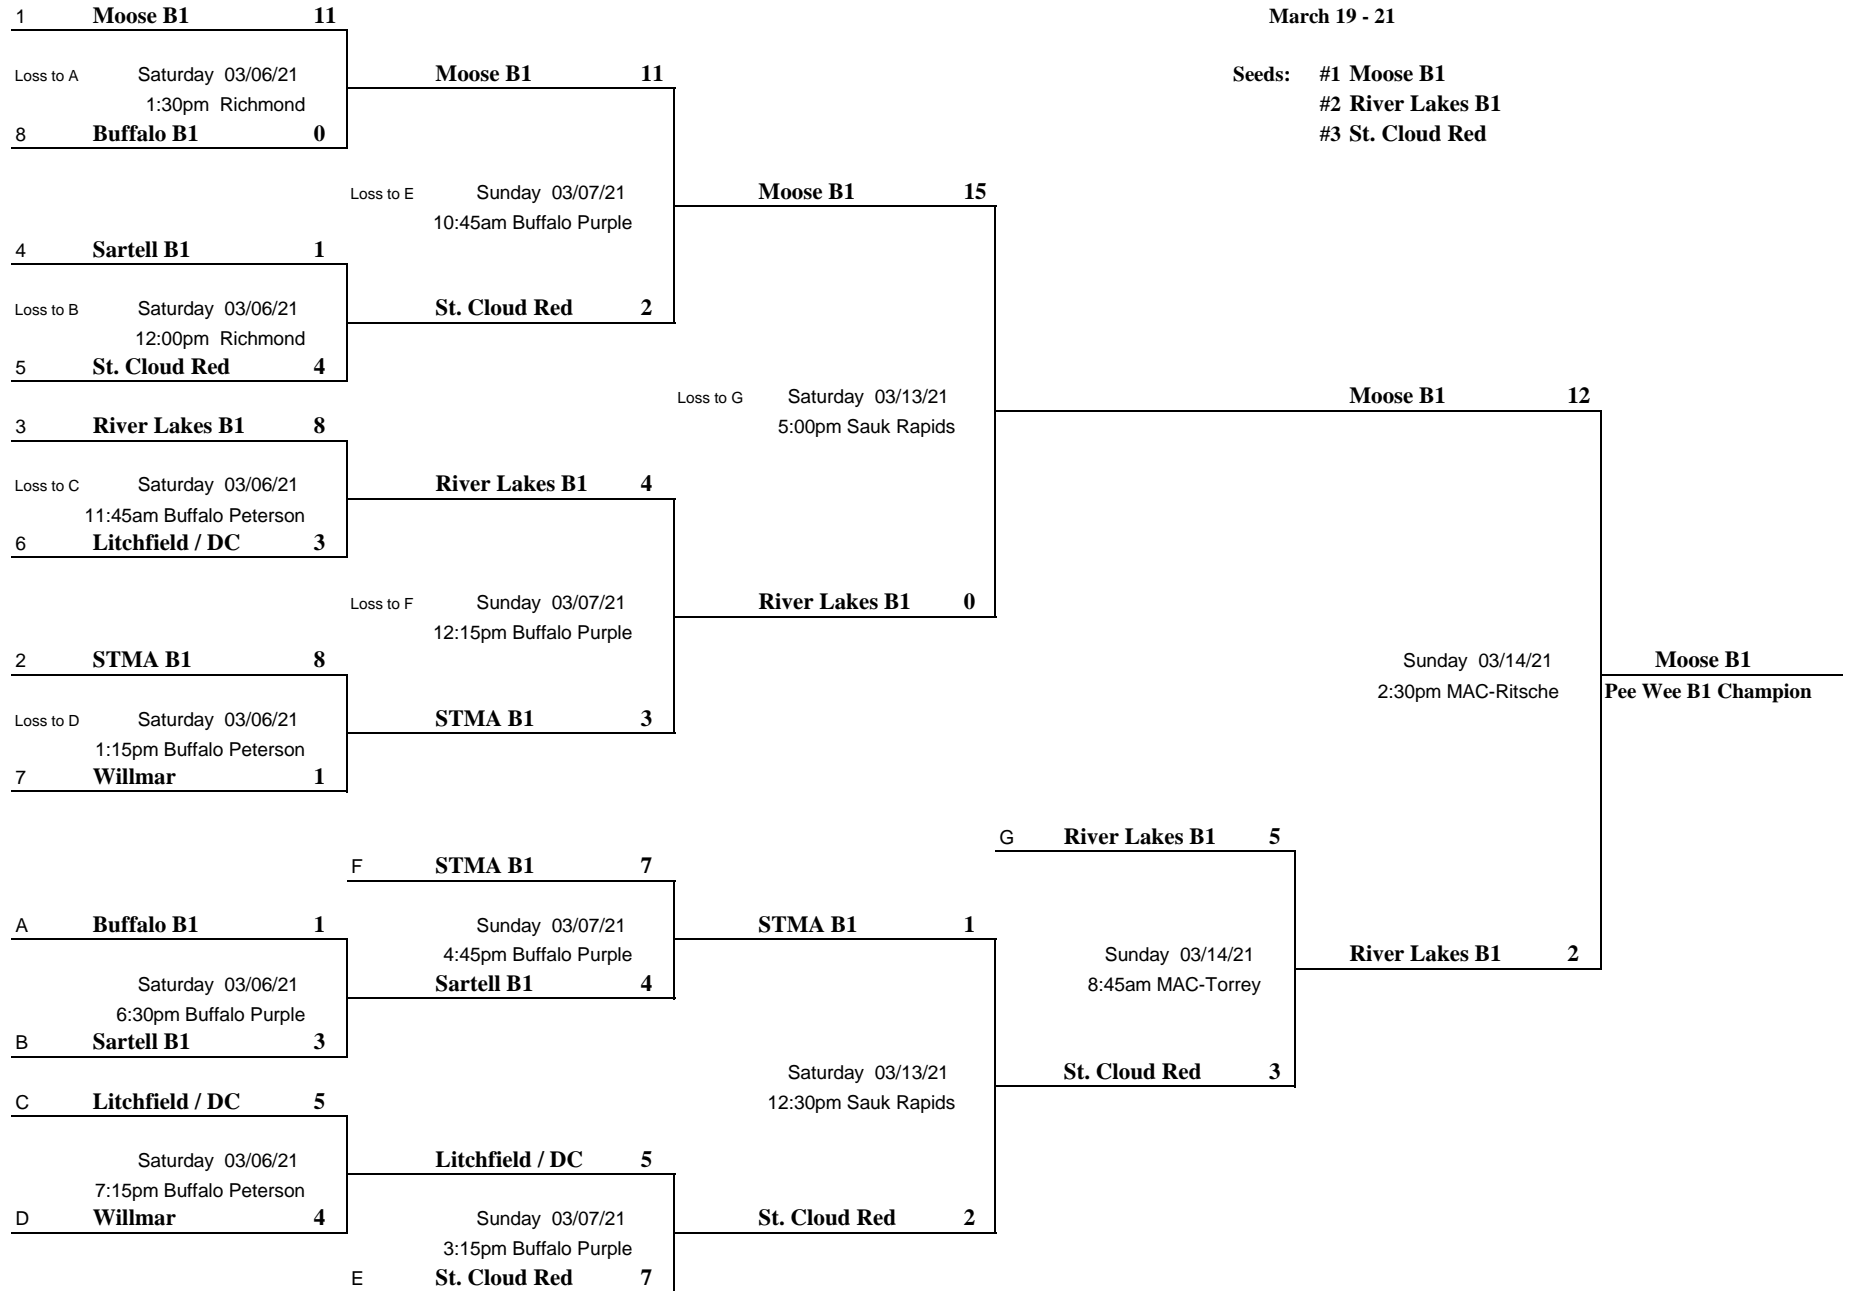 1 Moose B1 11
March 19 - 21
Loss to A Saturday 03/06/21 Moose B1 11 Seeds: #1 Moose B1
1:30pm Richmond #2 River Lakes B1
8 Buffalo B1 0 #3 St. Cloud Red
Loss to E Sunday 03/07/21 Moose B1 15
10:45am Buffalo Purple
4 Sartell B1 1
Loss to B Saturday 03/06/21 St. Cloud Red 2
12:00pm Richmond
5 St. Cloud Red 4
Loss to G Saturday 03/13/21 Moose B1 12
3 River Lakes B1 8 5:00pm Sauk Rapids
Loss to C Saturday 03/06/21 River Lakes B1 4
11:45am Buffalo Peterson
6 Litchfield / DC 3
Loss to F Sunday 03/07/21 River Lakes B1 0
12:15pm Buffalo Purple
2 STMA B1 8 Sunday 03/14/21 Moose B1
2:30pm MAC-Ritsche Pee Wee B1 Champion
Loss to D Saturday 03/06/21 STMA B1 3
1:15pm Buffalo Peterson
7 Willmar 1
G River Lakes B1 5
F STMA B1 7
A Buffalo B1 1 Sunday 03/07/21 STMA B1 1
4:45pm Buffalo Purple Sunday 03/14/21 River Lakes B1 2
Saturday 03/06/21 Sartell B1 4 8:45am MAC-Torrey
6:30pm Buffalo Purple
B Sartell B1 3
Saturday 03/13/21 St. Cloud Red 3
C Litchfield / DC 5 12:30pm Sauk Rapids
Saturday 03/06/21 Litchfield / DC 5
7:15pm Buffalo Peterson
D Willmar 4 Sunday 03/07/21 St. Cloud Red 2
3:15pm Buffalo Purple
E St. Cloud Red 7